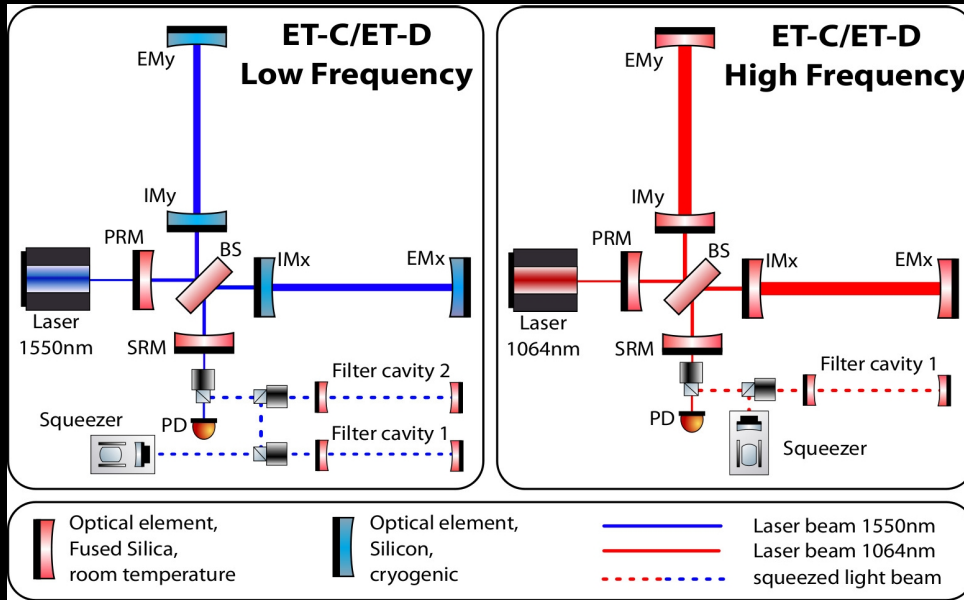 ET-C/ET-D
Low Frequency
EMy
IMy
PRM
BS
IMx
EMx
Laser
1550nm
SRM
Filter cavity 2
PD
Squeezer
Filter cavity 1
ET-C/ET-D
High Frequency
EMy
IMy
PRM
BS
IMx
EMx
Laser
1064nm
SRM
Filter cavity 1
PD
Squeezer
Optical element,
Fused Silica,
room temperature
Optical element,
Silicon,
cryogenic
Laser beam 1550nm
Laser beam 1064nm
squeezed light beam